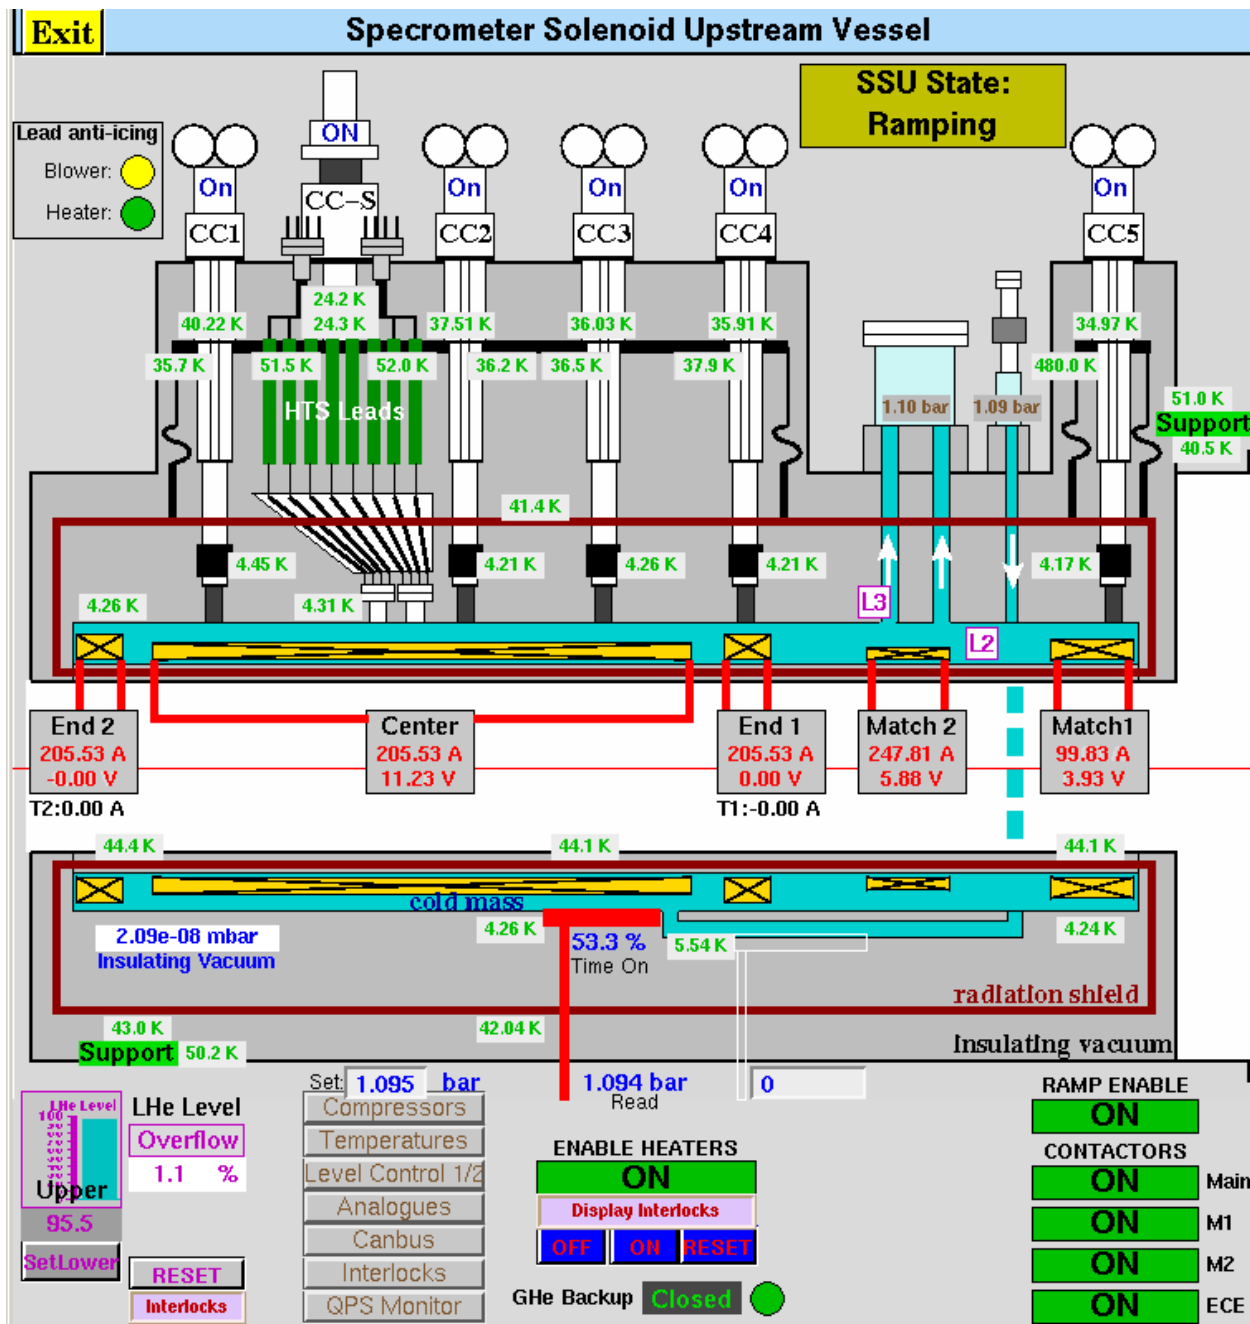 Exit
Specrometer Solenoid Upstream Vessel
SSU State:
Ramping
Lead anti-icing
Blower:
Heater:
ON
On
On
On
On
On
CC1
CC-S
CC2
CC3
CC4
CC5
24.2 K
40.22 K
24.3 K
37.51 K
36.03 K
35.91 K
34.97 K
35.7 K
51.5 K
52.0 K
36.2 K
36.5 K
37.9 K
480.0 K
HTS Leads
1.10 bar
1.09 bar
51.0 K
Support
40.5 K
41.4 K
4.45 K
4.21 K
4.26 K
4.21 K
4.17 K
4.26 K
4.31 K
L3
L2
End 2
205.53 A
-0.00 V
T2:0.00 A
Center
205.53 A
11.23 V
End 1
205.53 A
0.00 V
T1:-0.00 A
Match 2
247.81 A
5.88 V
Match1
99.83 A
3.93 V
44.4 K
44.1 K
44.1 K
cold mass
4.26 K
53.3 %
Time On
5.54 K
4.24 K
2.09e-08 mbar
Insulating Vacuum
radiation shield
43.0 K
42.04 K
Support
50.2 K
Insulating vacuum
Set:
1.095
bar
1.094 bar
Read
0
RAMP ENABLE
ON
CONTACTORS
ON
Main
ON
M1
ON
M2
ON
ECE
LHe Level
100
Upper
95.5
SetLower
LHe Level
Overflow
1.1 %
RESET
Interlocks
Compressors
Temperatures
Level Control 1/2
Analogues
Canbus
Interlocks
QPS Monitor
ENABLE HEATERS
ON
Display Interlocks
OFF
ON
RESET
GHe Backup
Closed